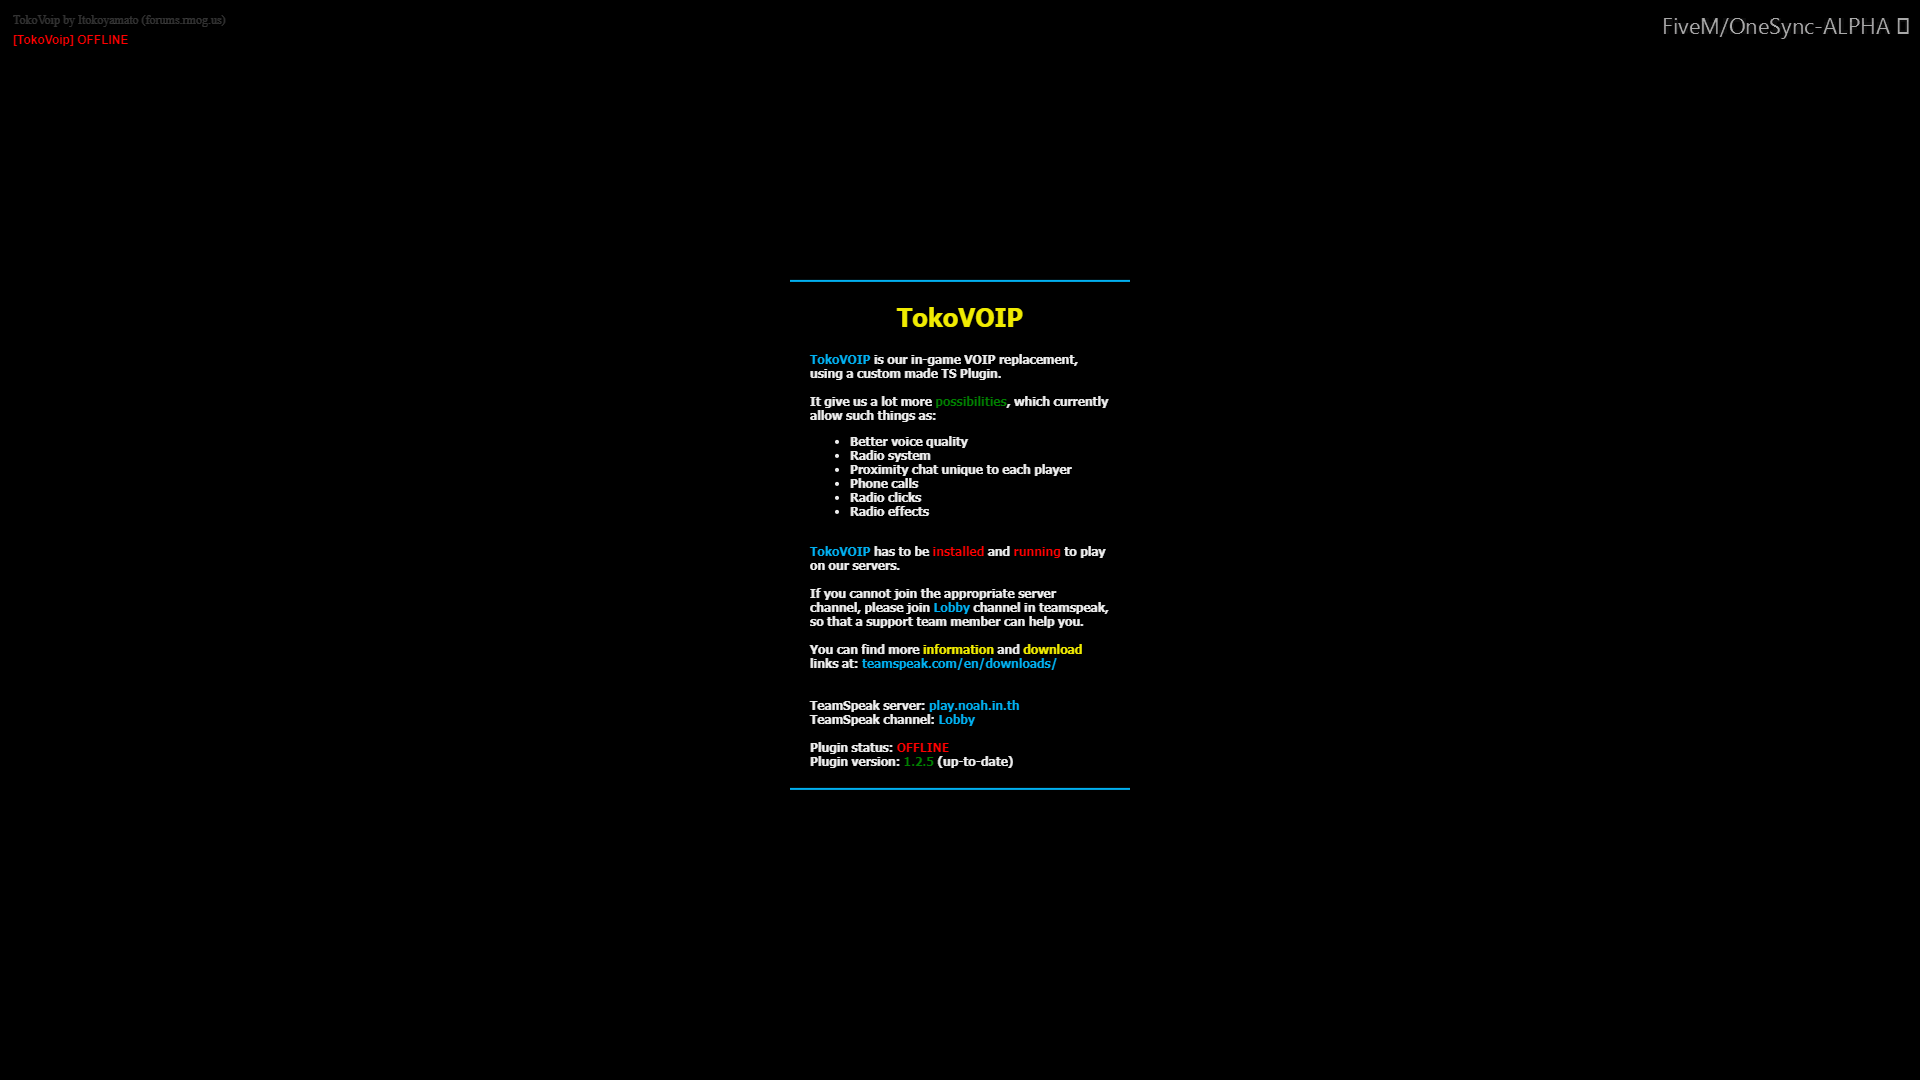 TokoVoip by Itokoyamato (forums.rmog.us)
[TokoVoip] OFFLINE
FiveM/OneSync-ALPHA
TokoVOIP
TokoVOIP is our in-game VOIP replacement,
using a custom made TS Plugin.
It give us a lot more possibilities, which currently
allow such things as:
• Better voice quality
• Radio system
• Proximity chat unique to each player
• Phone calls
• Radio clicks
• Radio effects
TokoVOIP has to be installed and running to play
on our servers.
If you cannot join the appropriate server
channel, please join Lobby channel in teamspeak,
so that a support team member can help you.
You can find more information and download
links at: teamspeak.com/en/downloads/
TeamSpeak server: play.noah.in.th
TeamSpeak channel: Lobby
Plugin status: OFFLINE
Plugin version: 1.2.5 (up-to-date)